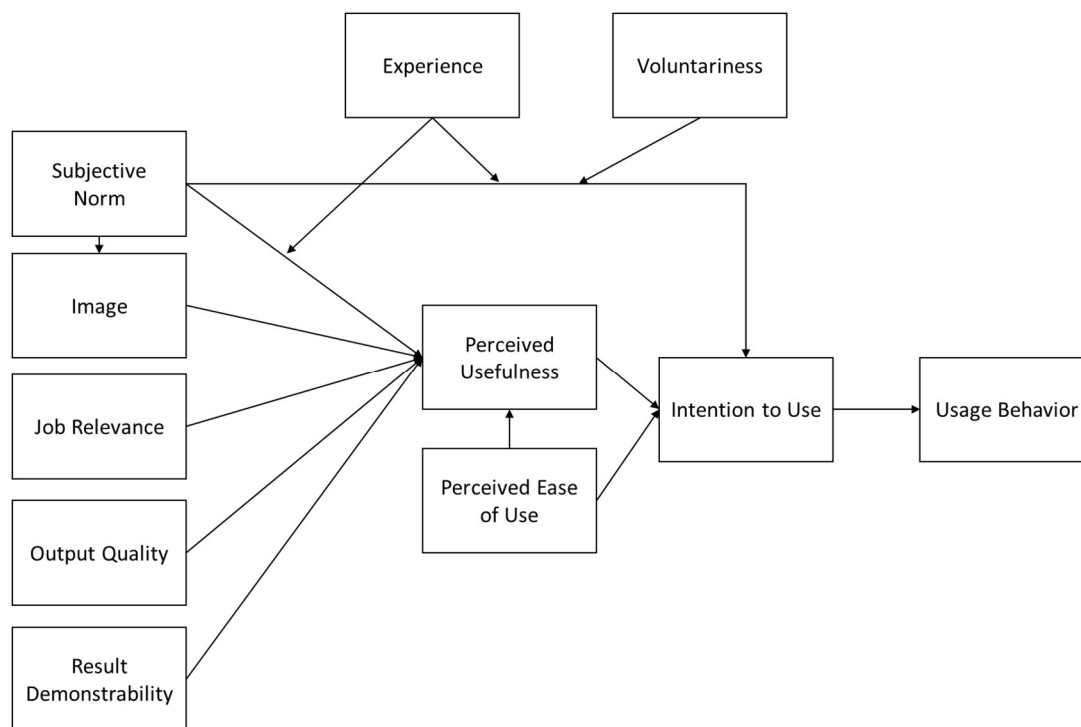 Experience
Voluntariness
Subjective
Norm
Image
Perceived
Usefulness
Job Relevance
Intention to Use
Usage Behavior
Perceived Ease
of Use
Output Quality
Result
Demonstrability